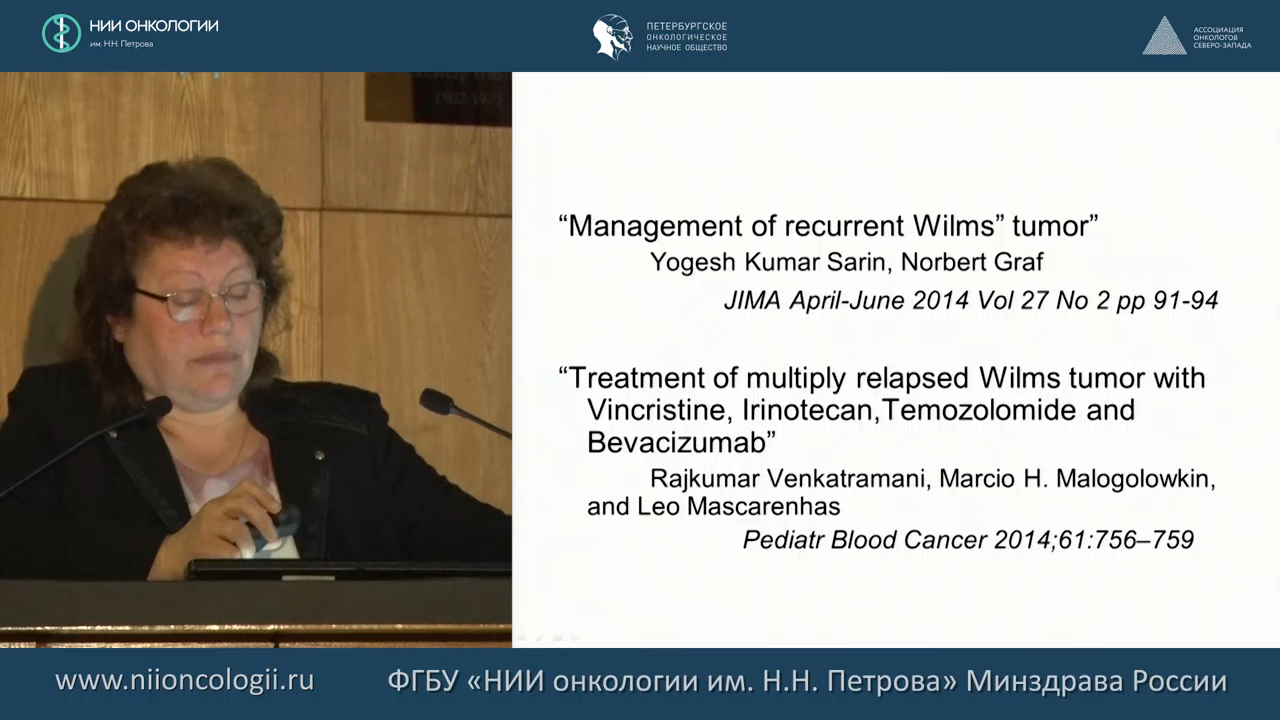 НИИ ОНКОЛОГИИ
им. Н.Н. Петрова
ПЕТЕРБУРГСКОЕ
ОНКОЛОГИЧЕСКОЕ
НАУЧНОЕ ОБЩЕСТВО
АССОЦИАЦИЯ
ОНКОЛОГОВ
СЕВЕРО-ЗАПАДА
“Management of recurrent Wilms” tumor”
Yogesh Kumar Sarin, Norbert Graf
JIMA April-June 2014 Vol 27 No 2 pp 91-94
“Treatment of multiply relapsed Wilms tumor with
Vincristine, Irinotecan,Temozolomide and
Bevacizumab”
Rajkumar Venkatramani, Marcio H. Malogolowkin,
and Leo Mascarenhas
Pediatr Blood Cancer 2014;61:756–759
www.niioncologii.ru
ФГБУ «НИИ онкологии им. Н.Н. Петрова» Минздрава России